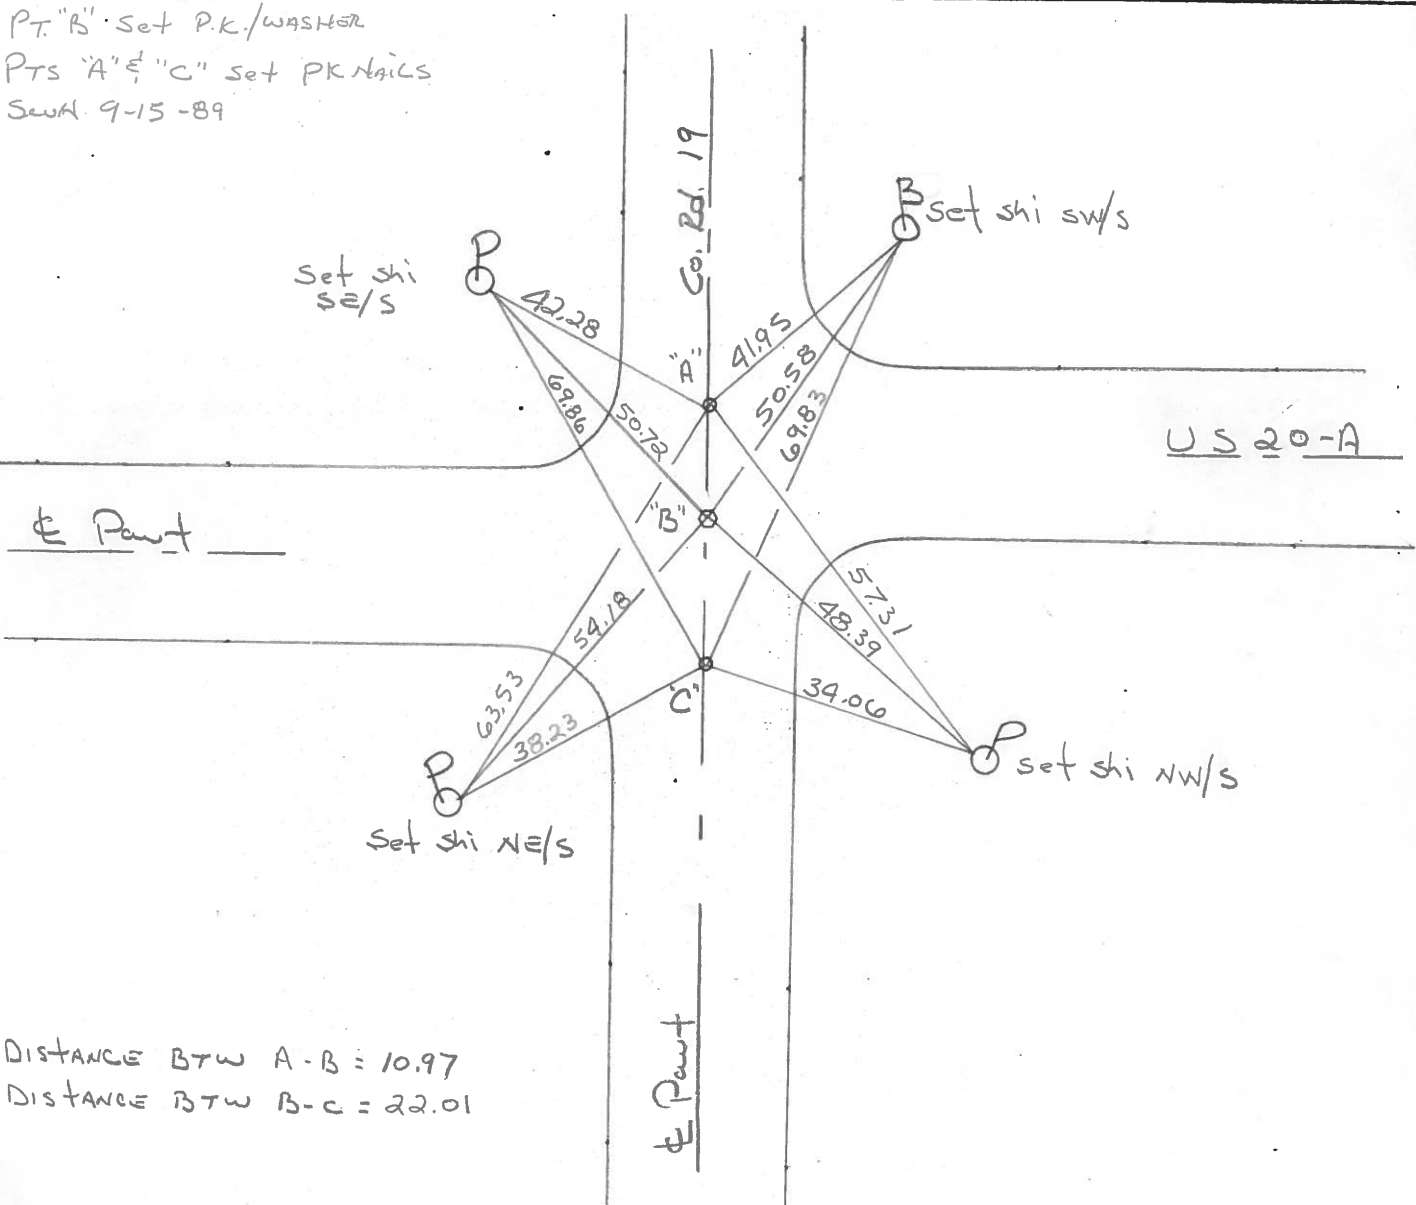 PT. "B" Set P.K./WASHER
PTS "A" & "C" Set PK NAILS
9-15-89
Co. Rd. 19
B
Set shi SW/S
P
Set shi
SE/S
42.28
41.95
"A"
50.58
69.83
69.86
50.72
US 20-A
"B"
℄ Pavt
57.31
48.39
54.18
63.53
38.23
"C"
34.06
P
Set shi NW/S
P
Set shi NE/S
℄ Pavt
DISTANCE BTW A-B = 10.97
DISTANCE BTW B-C = 22.01